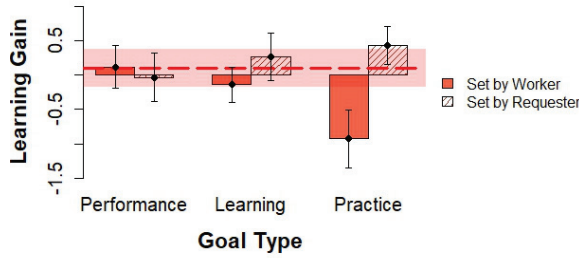 Learning Gain
0.5
-0.5
-1.5
Performance
Learning
Practice
Goal Type
Set by Worker
Set by Requester